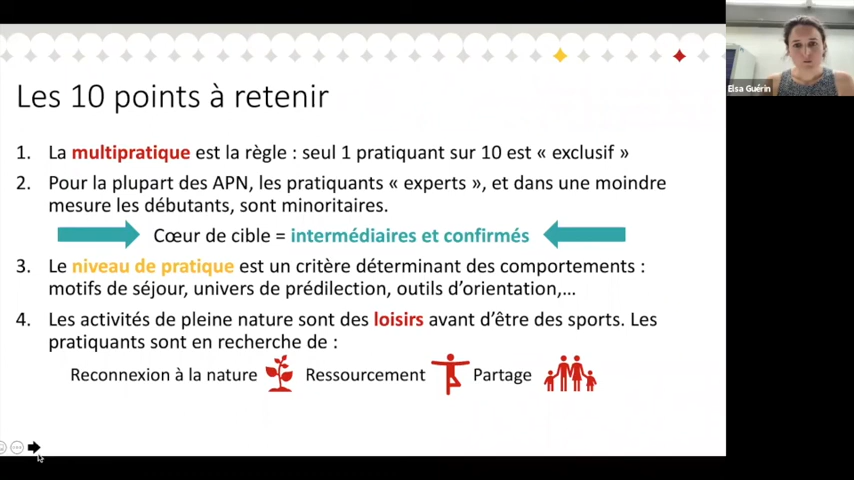 Elsa Guérin
Les 10 points à retenir
1. La multipratique est la règle : seul 1 pratiquant sur 10 est « exclusif »
2. Pour la plupart des APN, les pratiquants « experts », et dans une moindre
mesure les débutants, sont minoritaires.
Cœur de cible = intermédiaires et confirmés
3. Le niveau de pratique est un critère déterminant des comportements :
motifs de séjour, univers de prédilection, outils d’orientation,...
4. Les activités de pleine nature sont des loisirs avant d’être des sports. Les
pratiquants sont en recherche de :
Reconnexion à la nature Ressourcement Partage